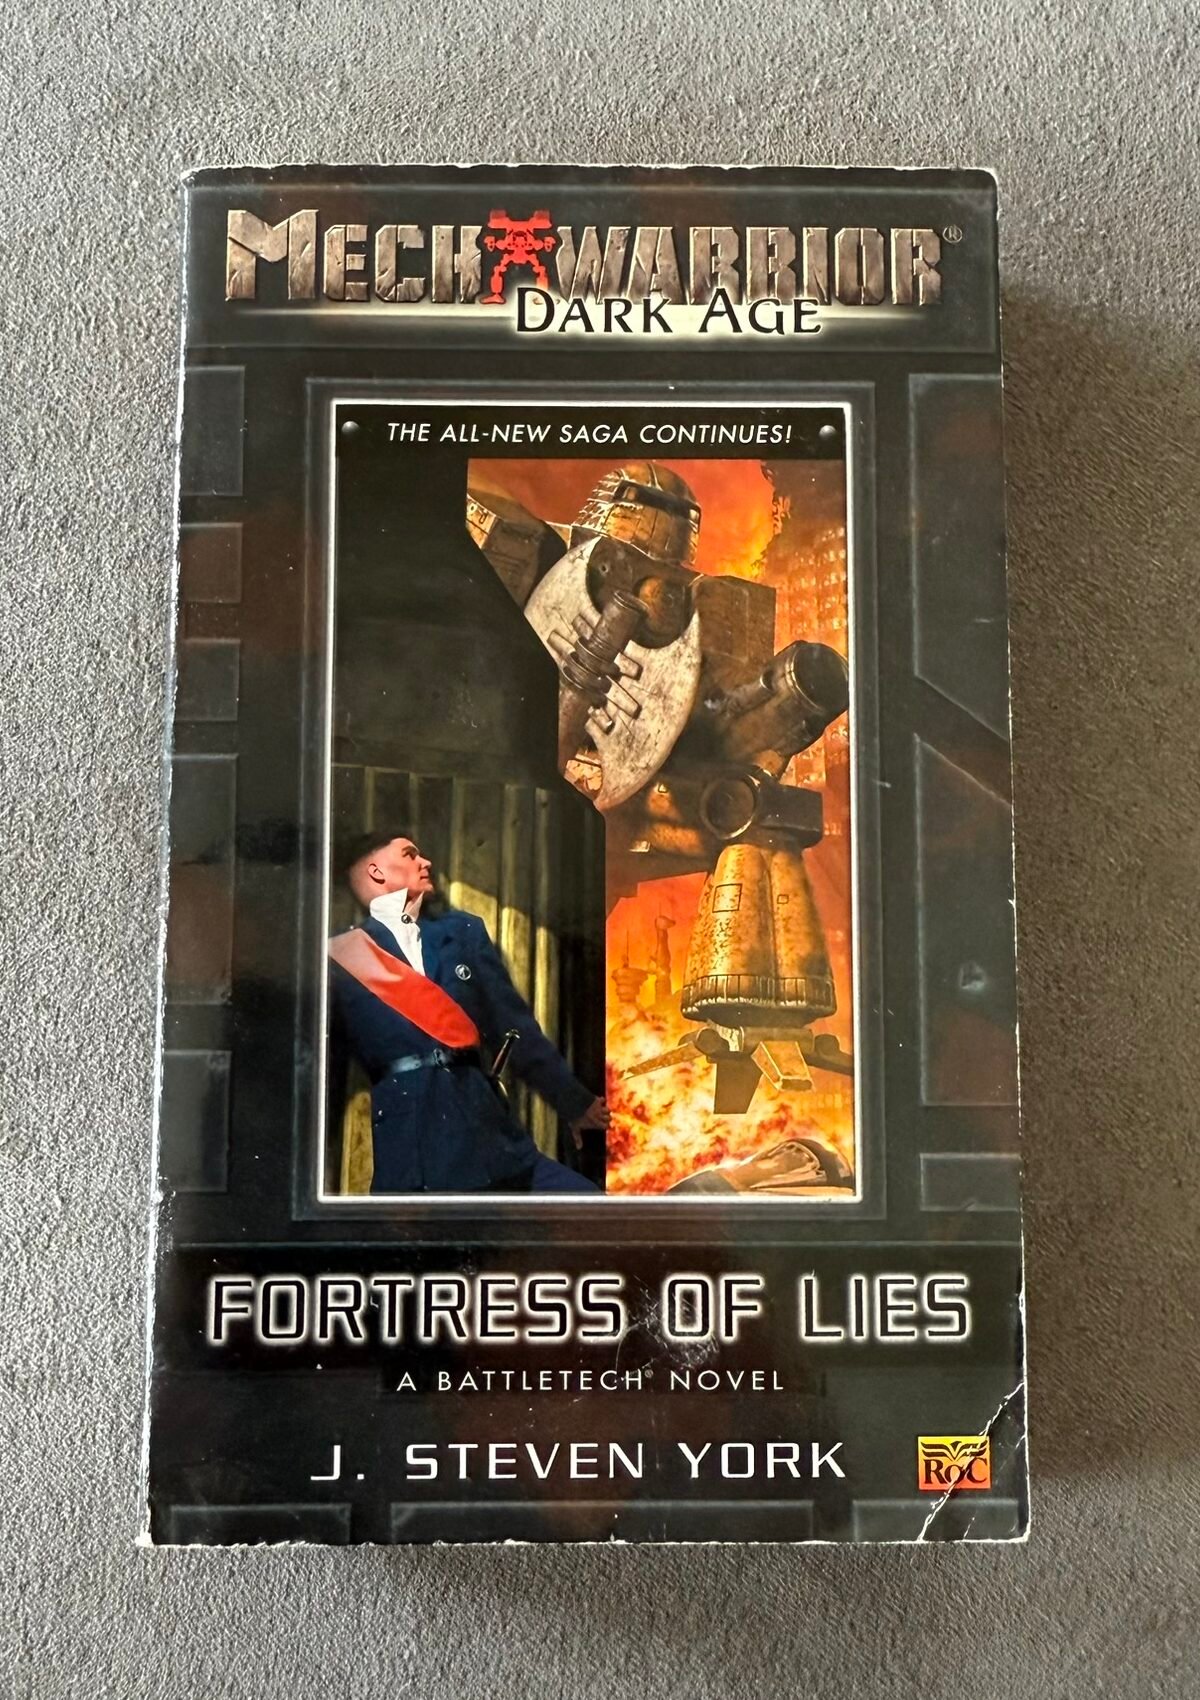 MECHWARRIOR®
DARK AGE
THE ALL-NEW SAGA CONTINUES!
FORTRESS OF LIES
A BATTLETECH® NOVEL
J. STEVEN YORK
ROC